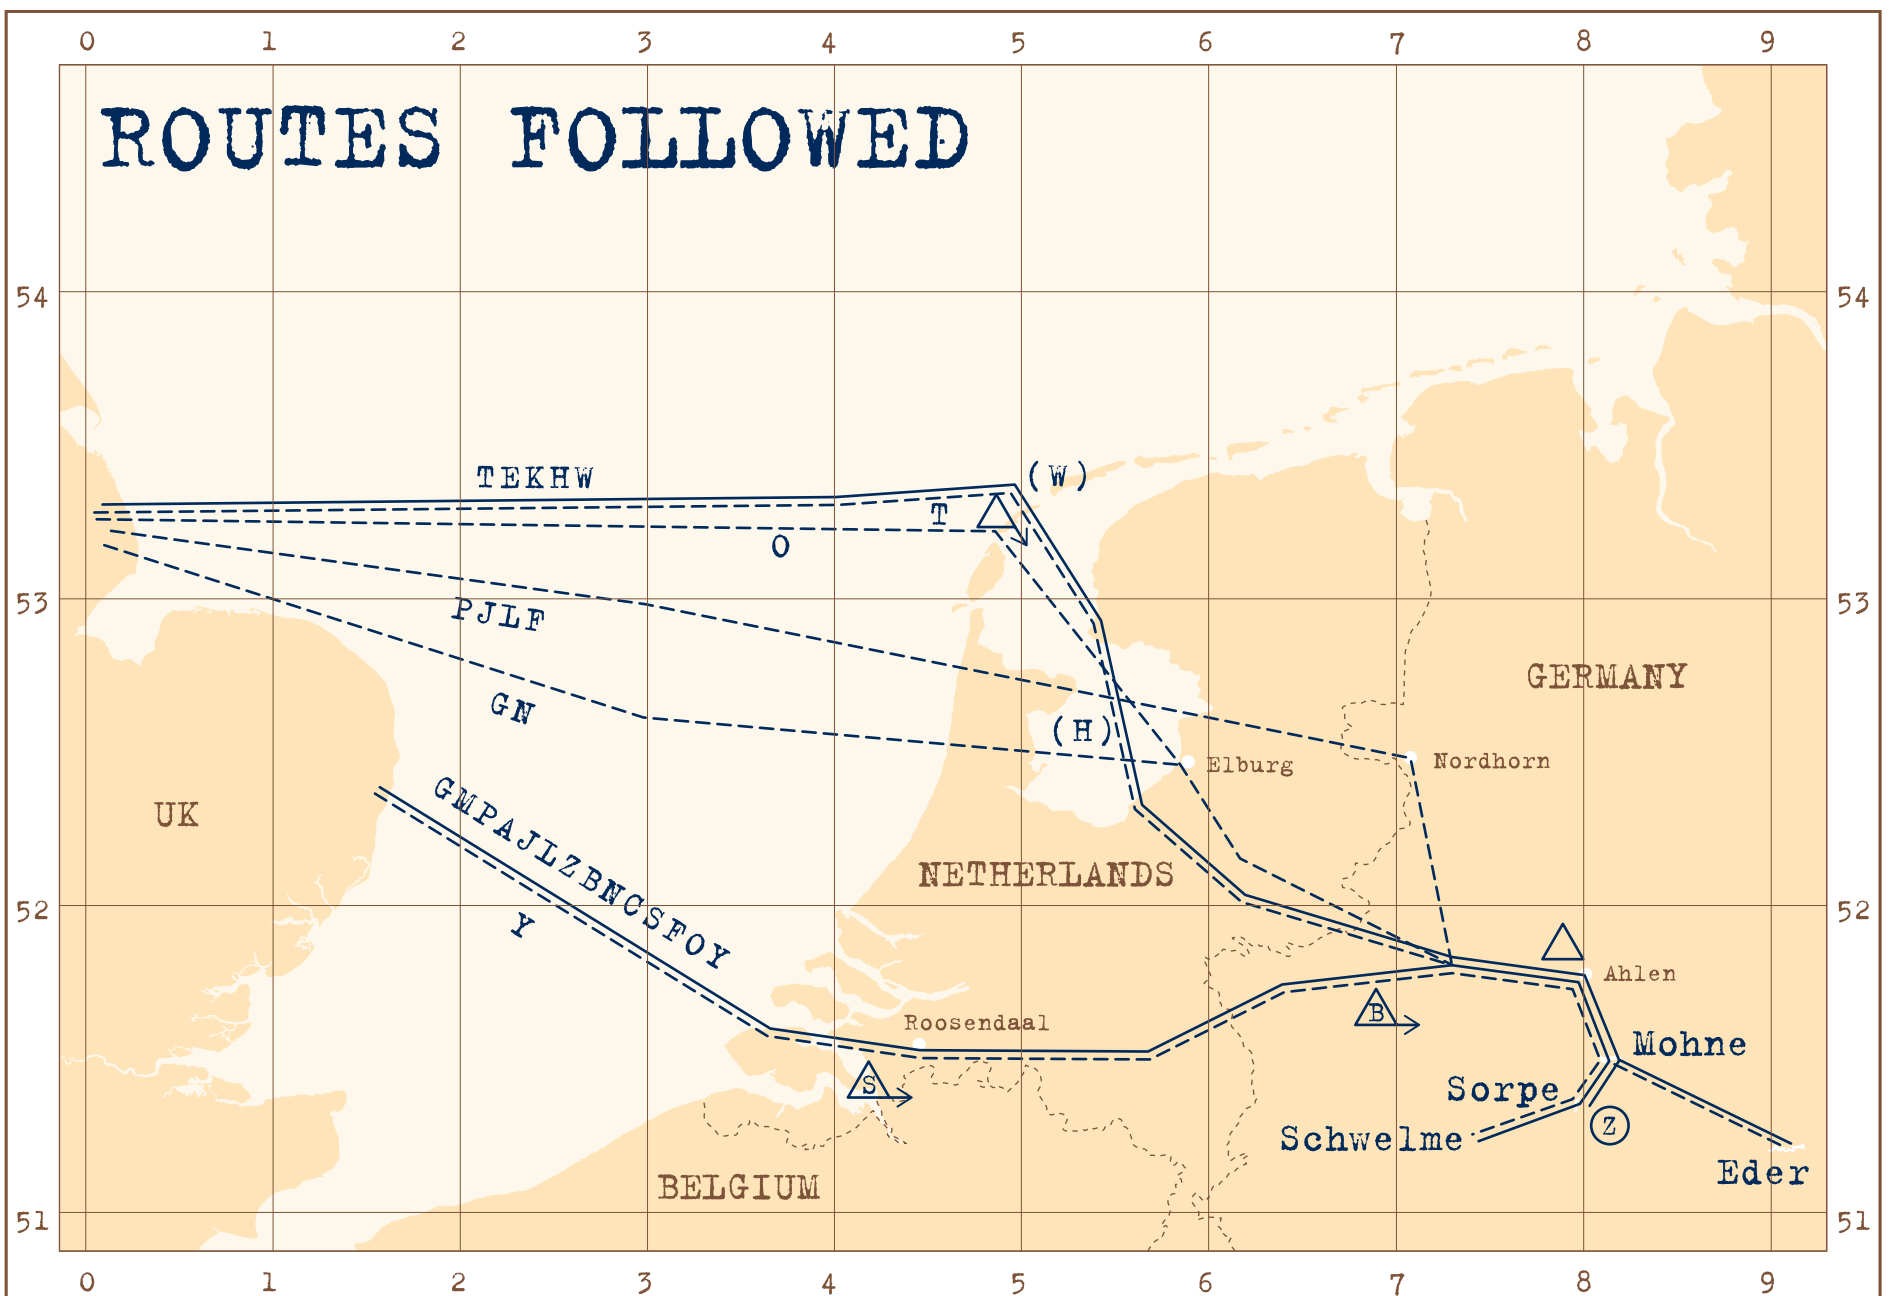 0 1 2 3 4 5 6 7 8 9
ROUTES FOLLOWED
54 54
TEKHW
(W)
T
O
53 53
PJLF
GERMANY
GN
(H)
Elburg
Nordhorn
UK
GMPAJLZBNCSFOY
NETHERLANDS
52 52
Y
Ahlen
Roosendaal
B
Mohne
S
Sorpe
Z
Schwelme
Eder
BELGIUM
51 51
0 1 2 3 4 5 6 7 8 9